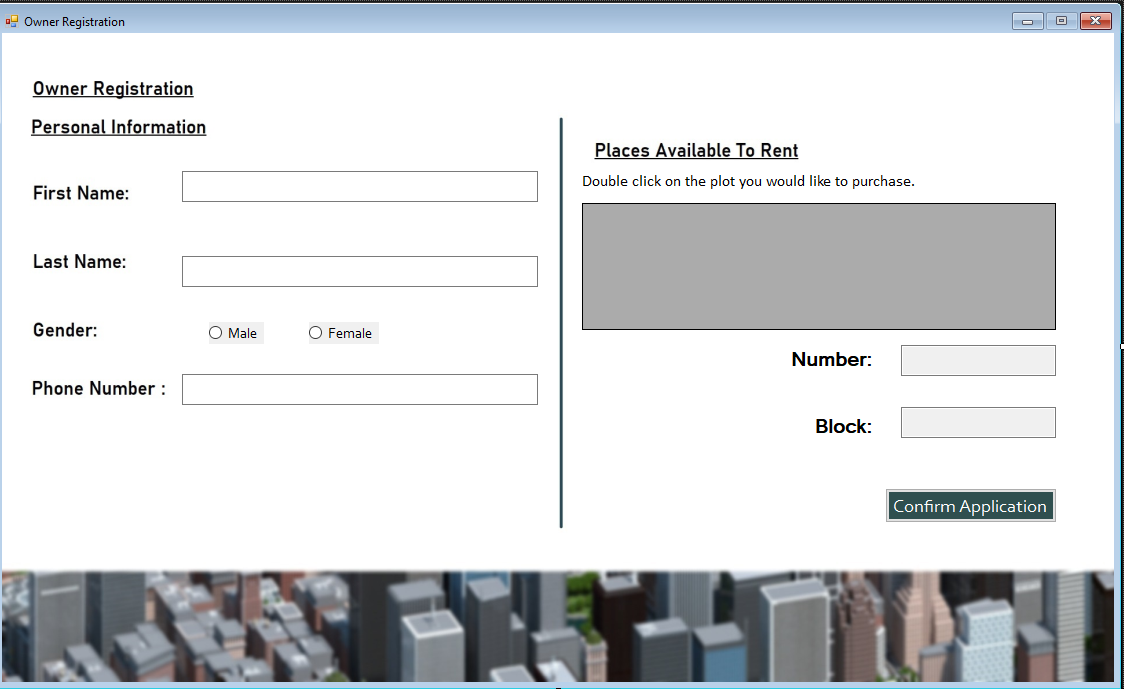 Owner Registration
Owner Registration
Personal Information
First Name:
Last Name:
Gender:
Male
Female
Phone Number :
Places Available To Rent
Double click on the plot you would like to purchase.
Number:
Block:
Confirm Application